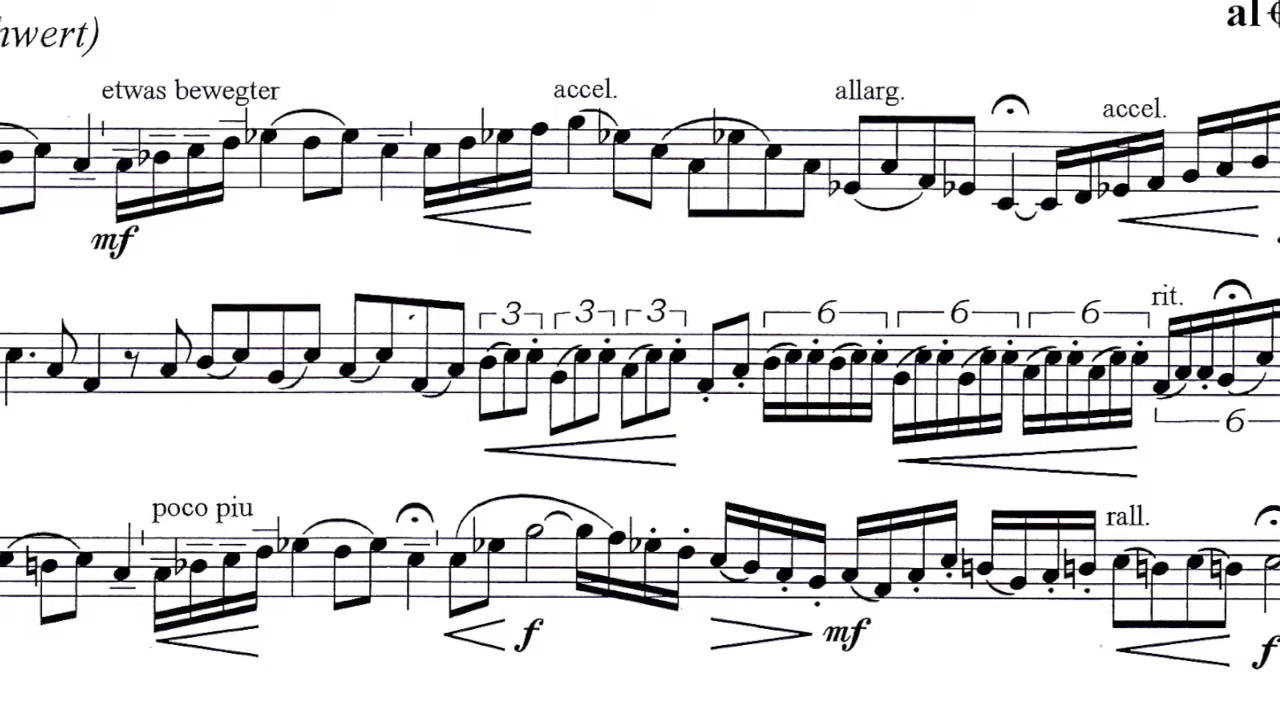 hwert)
al
etwas bewegter
accel.
allarg.
accel.
mf
3 3 3 6 6 6
rit.
6
poco piu
rall.
f
mf
f